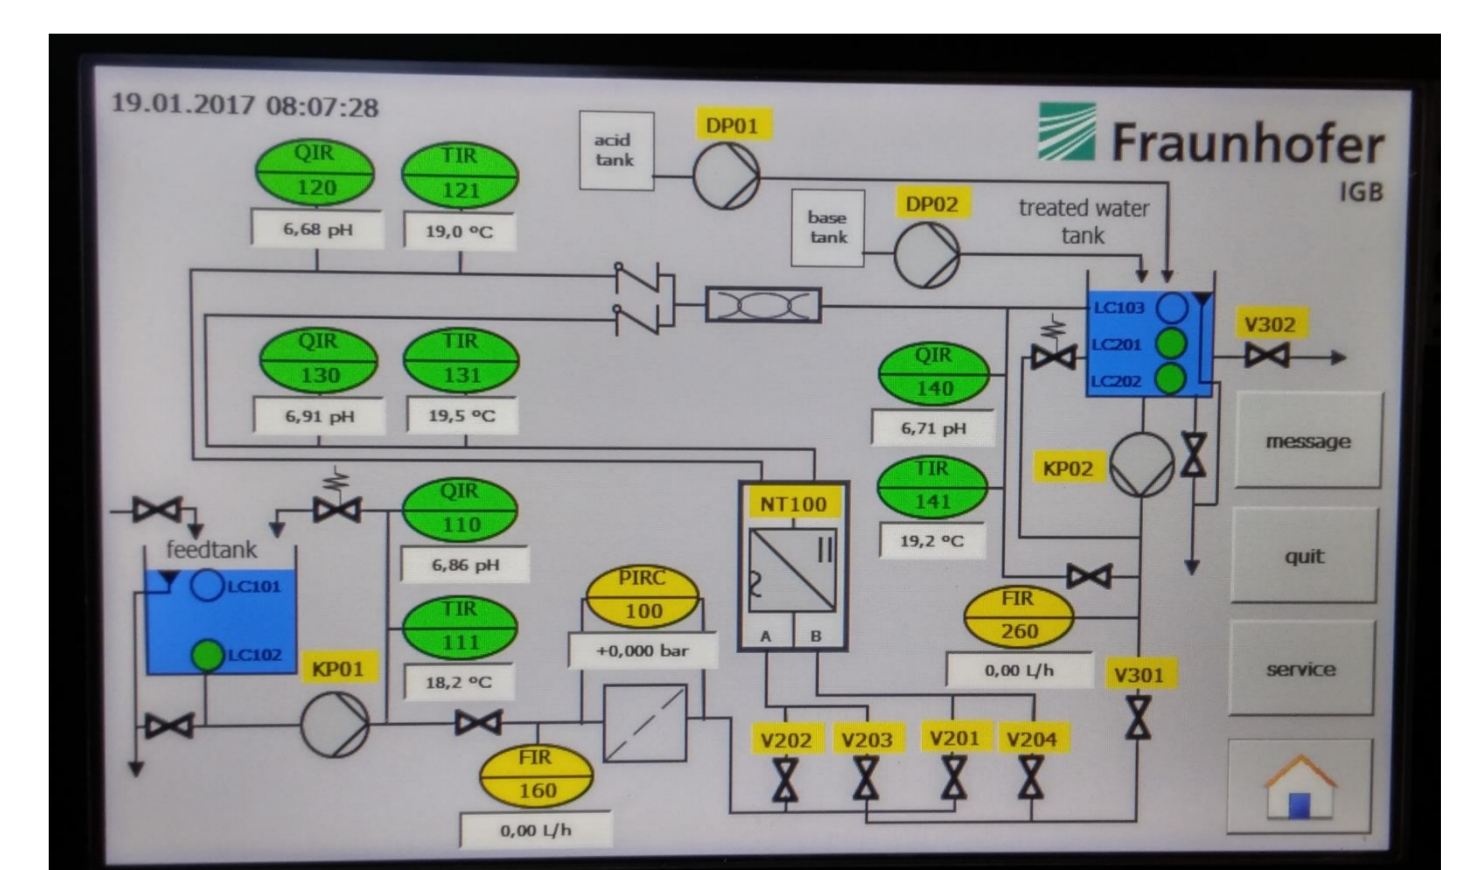 19.01.2017 08:07:28
Fraunhofer
IGB
acid
tank
DP01
base
tank
DP02
treated water
tank
QIR
120
6,68 pH
TIR
121
19,0 °C
QIR
130
6,91 pH
TIR
131
19,5 °C
LC103
LC201
LC202
V302
QIR
140
6,71 pH
TIR
141
19,2 °C
KP02
message
quit
service
feedtank
LC101
LC102
KP01
QIR
110
6,86 pH
TIR
111
18,2 °C
PIRC
100
+0,000 bar
NT100
A
B
FIR
260
0,00 L/h
V301
V202
V203
V201
V204
FIR
160
0,00 L/h